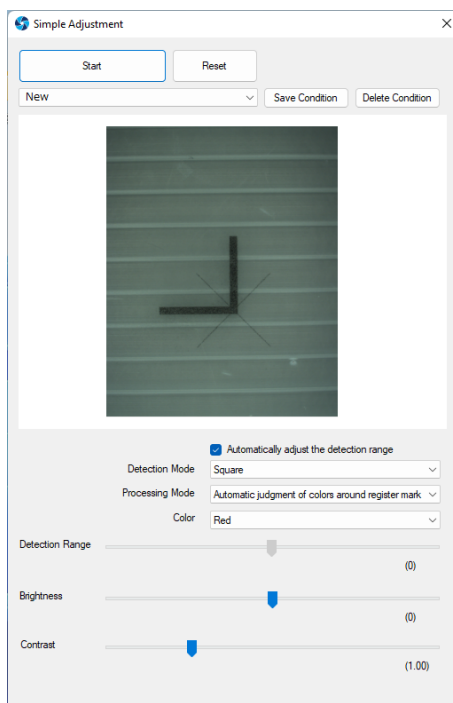 Simple Adjustment
Start
Reset
New
Save Condition
Delete Condition
Automatically adjust the detection range
Detection Mode
Square
Processing Mode
Automatic judgment of colors around register mark
Color
Red
Detection Range
(0)
Brightness
(0)
Contrast
(1.00)